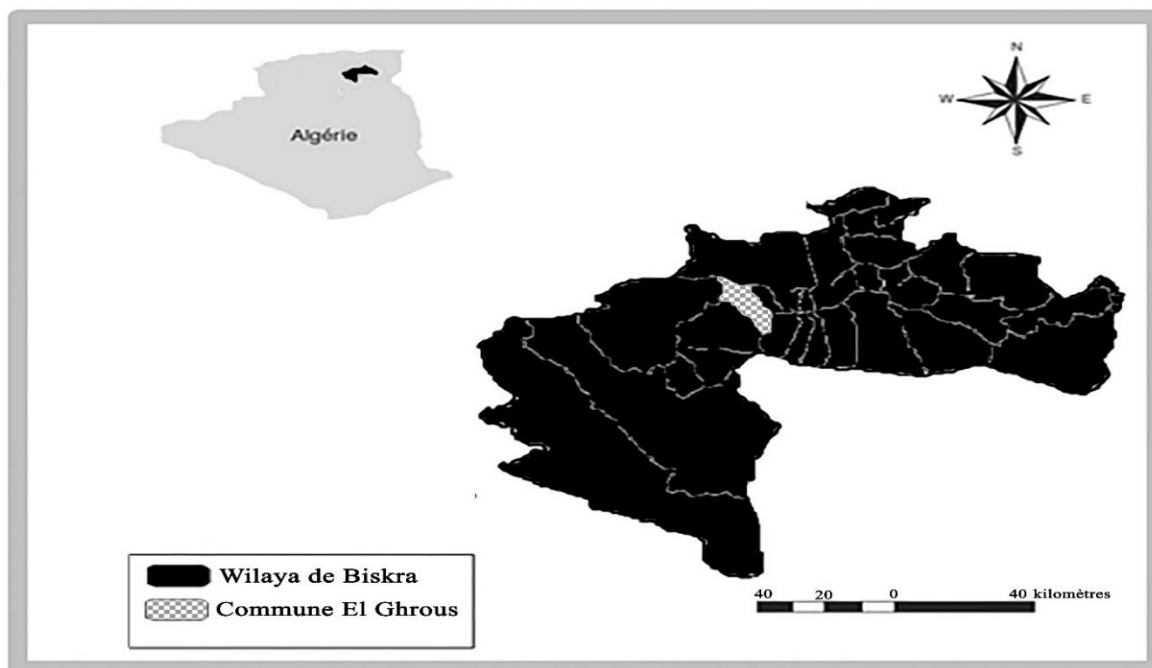 N
Algérie
W E
S
Wilaya de Biskra
Commune El Ghrous
40 20 0 40 kilomètres